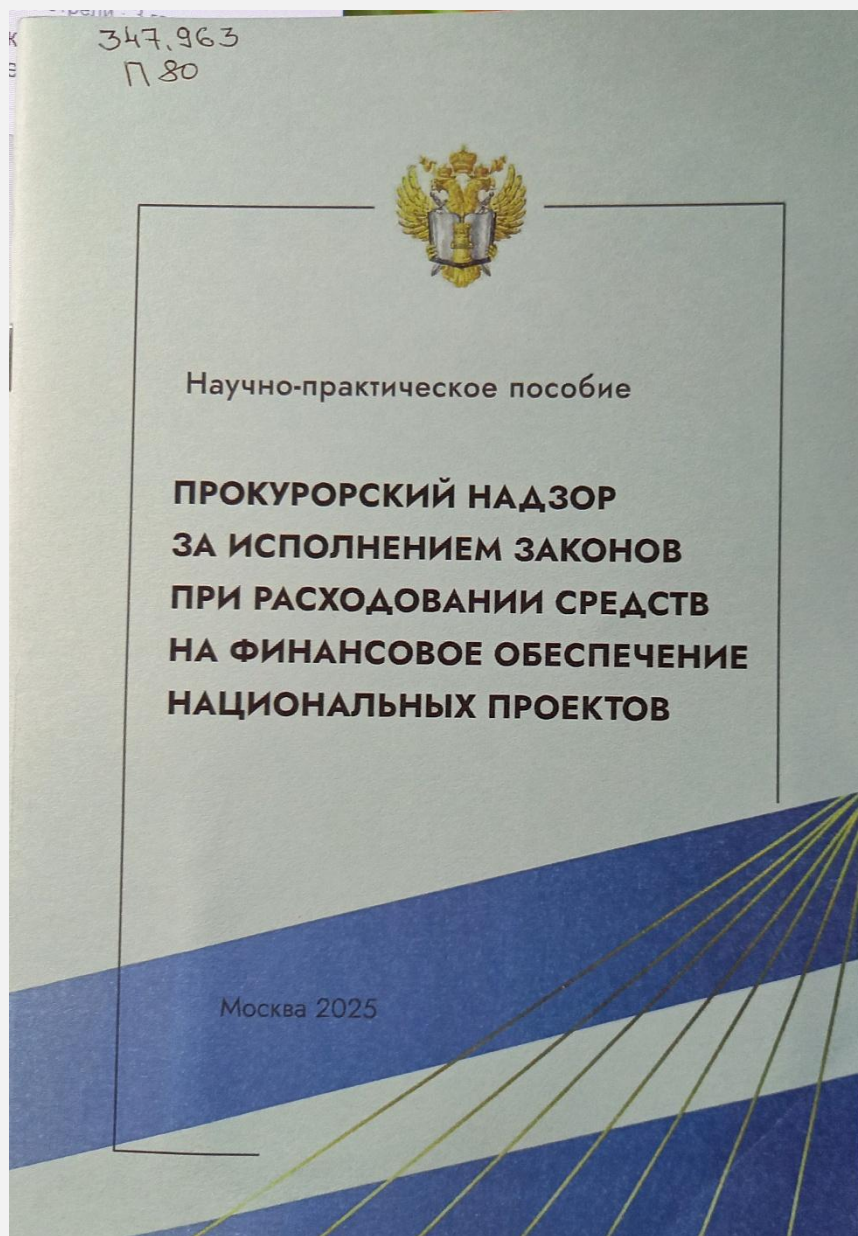 347.963
П 80
Научно-практическое пособие
ПРОКУРОРСКИЙ НАДЗОР
ЗА ИСПОЛНЕНИЕМ ЗАКОНОВ
ПРИ РАСХОДОВАНИИ СРЕДСТВ
НА ФИНАНСОВОЕ ОБЕСПЕЧЕНИЕ
НАЦИОНАЛЬНЫХ ПРОЕКТОВ
Москва 2025